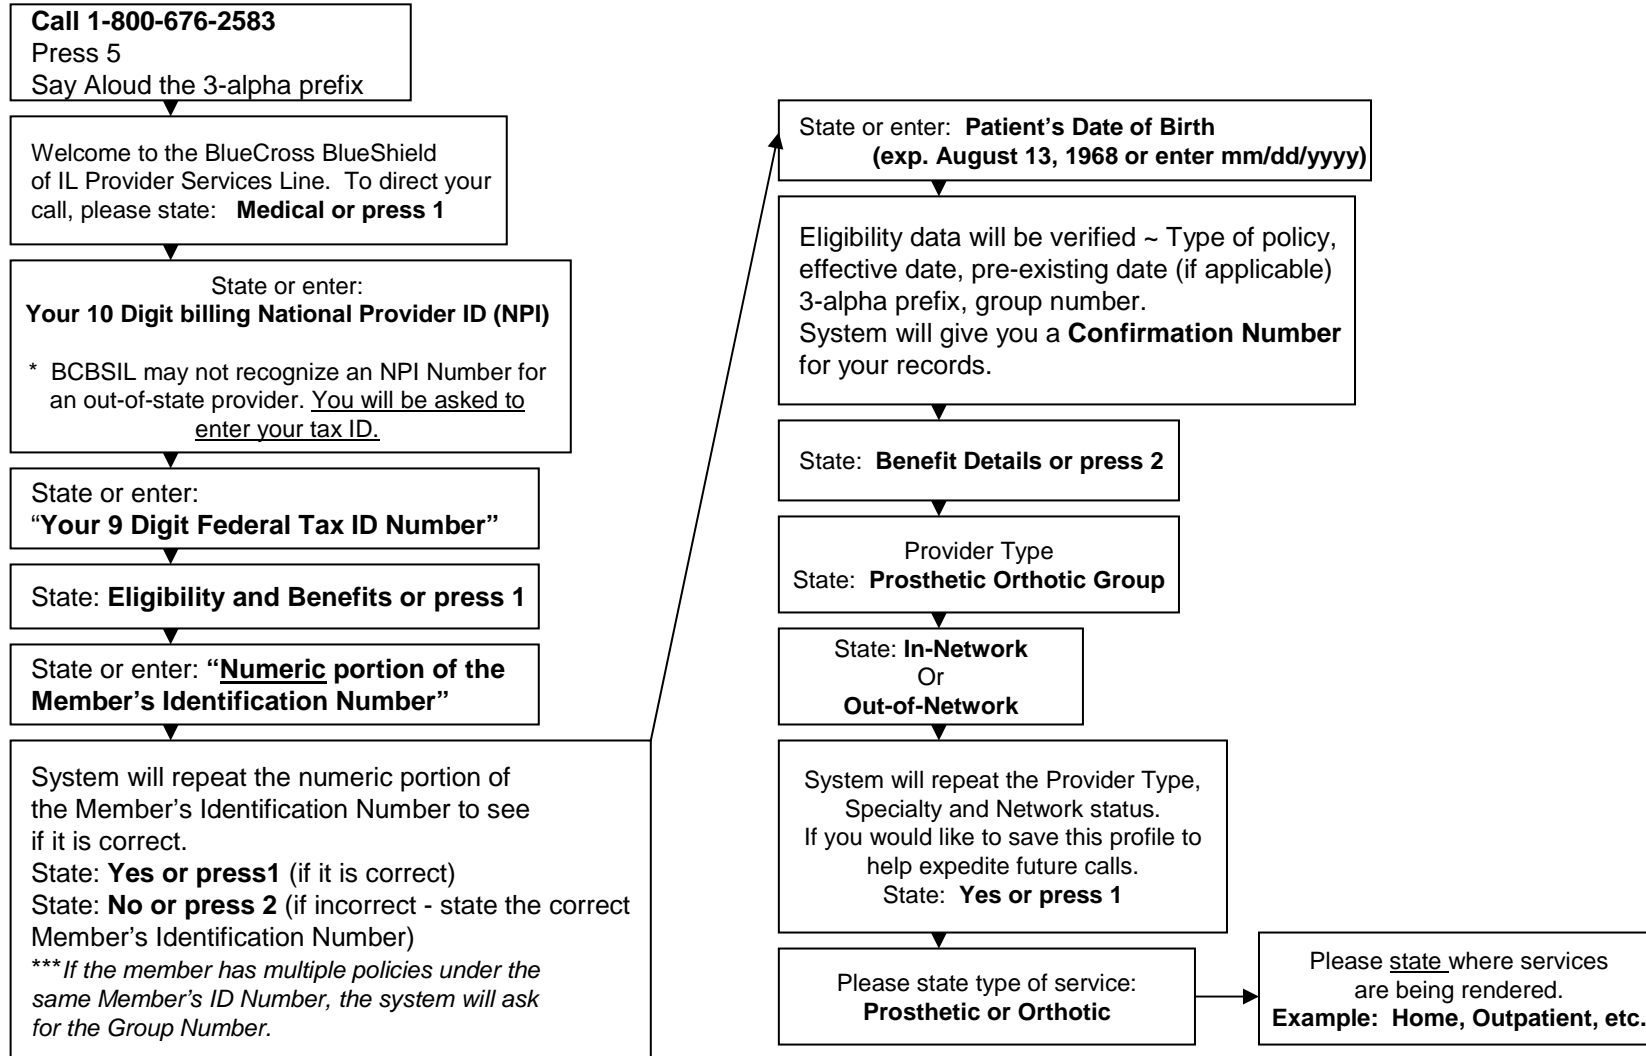 Call 1-800-676-2583
Press 5
Say Aloud the 3-alpha prefix
Welcome to the BlueCross BlueShield
of IL Provider Services Line.  To direct your
call, please state:   Medical or press 1
State or enter:
Your 10 Digit billing National Provider ID (NPI)
*  BCBSIL may not recognize an NPI Number for
an out-of-state provider. You will be asked to
enter your tax ID.
State or enter:
“Your 9 Digit Federal Tax ID Number”
State: Eligibility and Benefits or press 1
State or enter: “Numeric portion of the
Member’s Identification Number”
System will repeat the numeric portion of
the Member’s Identification Number to see
if it is correct.
State: Yes or press1 (if it is correct)
State: No or press 2 (if incorrect - state the correct
Member’s Identification Number)
***If the member has multiple policies under the
same Member’s ID Number, the system will ask
for the Group Number.
State or enter:  Patient’s Date of Birth
(exp. August 13, 1968 or enter mm/dd/yyyy)
Eligibility data will be verified ~ Type of policy,
effective date, pre-existing date (if applicable)
3-alpha prefix, group number.
System will give you a Confirmation Number
for your records.
State:  Benefit Details or press 2
Provider Type
State:  Prosthetic Orthotic Group
State: In-Network
Or
Out-of-Network
System will repeat the Provider Type,
Specialty and Network status.
If you would like to save this profile to
help expedite future calls.
State:  Yes or press 1
Please state type of service:
Prosthetic or Orthotic
Please state where services
are being rendered.
Example:  Home, Outpatient, etc.